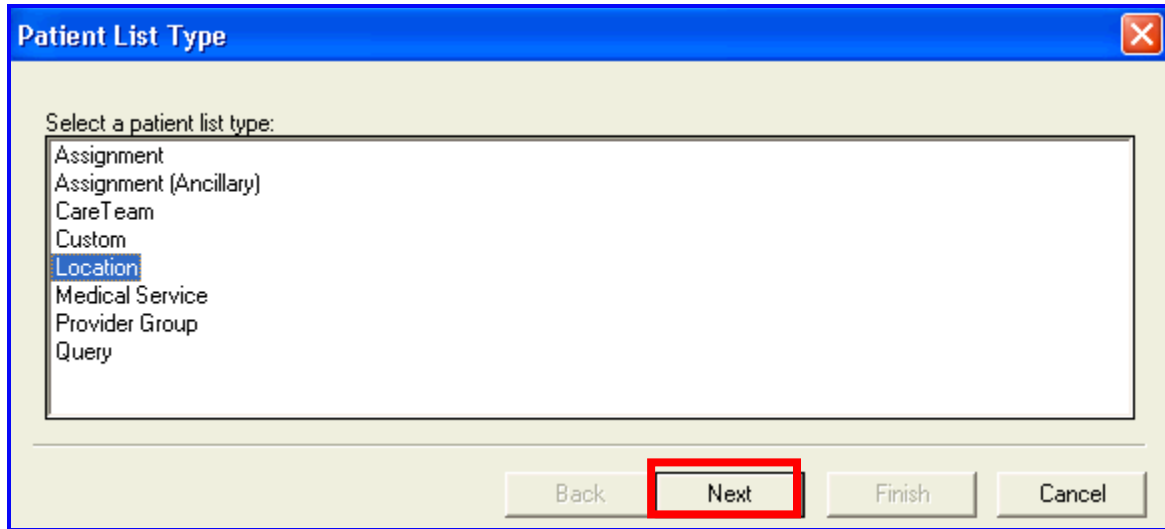 Patient List Type
Select a patient list type:
Assignment
Assignment (Ancillary)
CareTeam
Custom
Location
Medical Service
Provider Group
Query
Back Next Finish Cancel